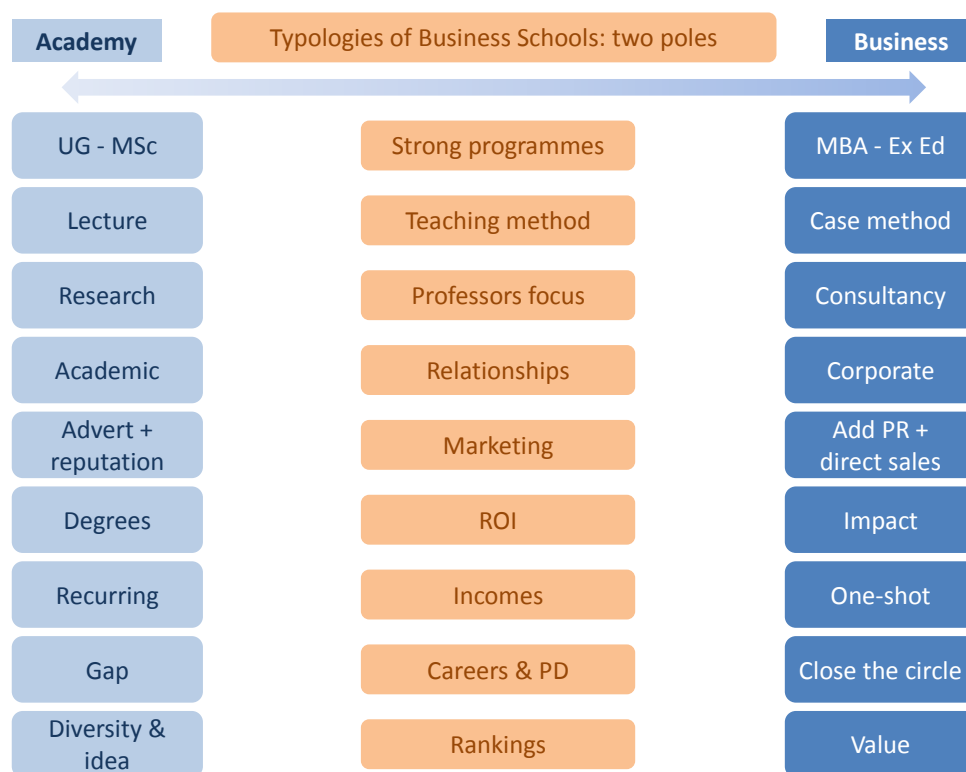 Academy
Typologies of Business Schools: two poles
Business
UG - MSc
Strong programmes
MBA - Ex Ed
Lecture
Teaching method
Case method
Research
Professors focus
Consultancy
Academic
Relationships
Corporate
Advert +
reputation
Marketing
Add PR +
direct sales
Degrees
ROI
Impact
Recurring
Incomes
One-shot
Gap
Careers & PD
Close the circle
Diversity &
idea
Rankings
Value